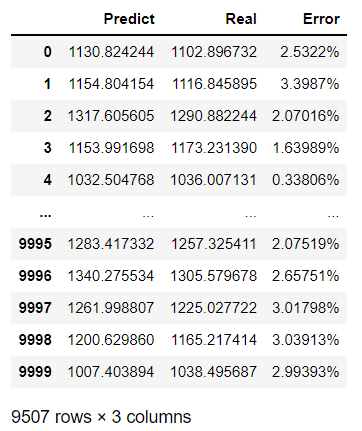 Predict Real Error
0 1130.824244 1102.896732 2.5322%
1 1154.804154 1116.845895 3.3987%
2 1317.605605 1290.882244 2.07016%
3 1153.991698 1173.231390 1.63989%
4 1032.504768 1036.007131 0.33806%
... ... ... ...
9995 1283.417332 1257.325411 2.07519%
9996 1340.275534 1305.579678 2.65751%
9997 1261.998807 1225.027722 3.01798%
9998 1200.629860 1165.217414 3.03913%
9999 1007.403894 1038.495687 2.99393%
9507 rows × 3 columns